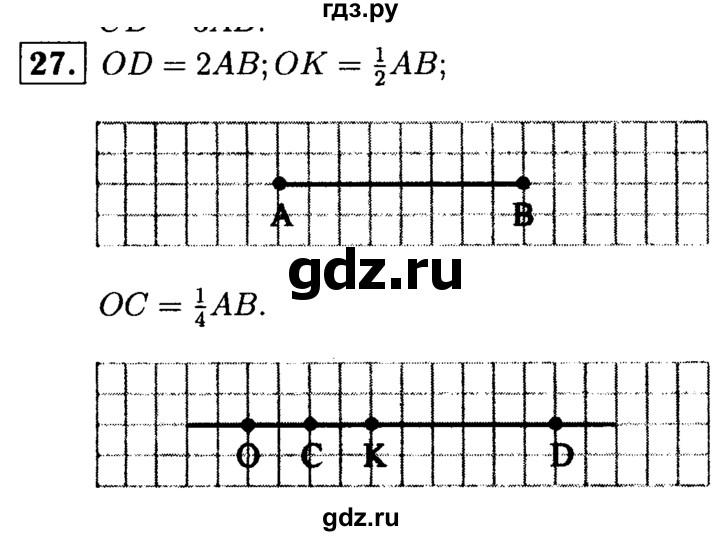 гдз.ру
27. OD = 2AB; OK = \frac{1}{2}AB;
A B
gdz.ru
OC = \frac{1}{4}AB.
O C K D
gdz.ru